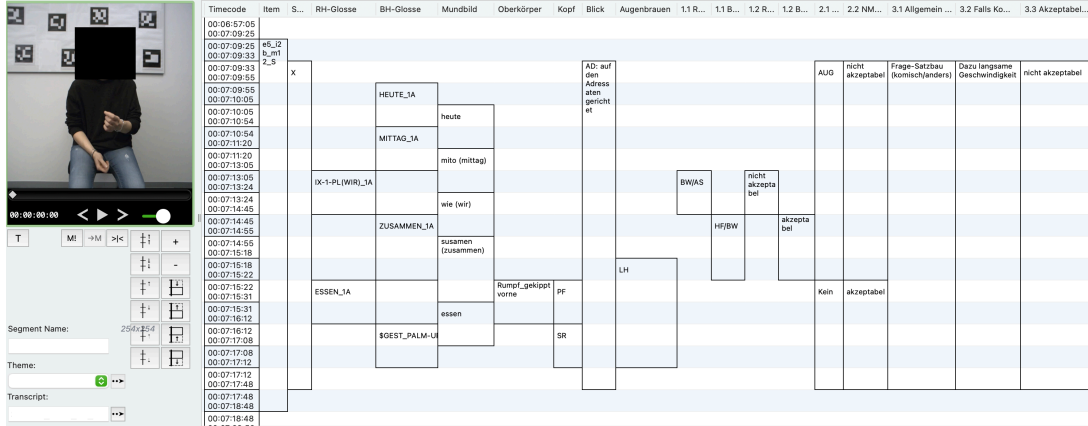 Timecode Item S... RH-Glosse BH-Glosse Mundbild Oberkörper Kopf Blick Augenbrauen 1.1 R... 1.1 B... 1.2 R... 1.2 B... 2.1 ... 2.2 NM... 3.1 Allgemein ... 3.2 Falls Ko... 3.3 Akzeptabel...
00:06:57:05
00:07:09:25
00:07:09:25
00:07:09:33
e5_i2
b_m1
2_S
00:07:09:33
00:07:09:55
X
AD: auf
den
Adress
aten
gericht
et
AUG
nicht
akzeptabel
Frage-Satzbau
(komisch/anders)
Dazu langsame
Geschwindigkeit
nicht akzeptabel
00:07:09:55
00:07:10:05
HEUTE_1A
00:07:10:05
00:07:10:54
heute
00:07:10:54
00:07:11:20
MITTAG_1A
00:07:11:20
00:07:13:05
mito (mittag)
00:07:13:05
00:07:13:24
IX-1-PL(WIR)_1A
BW/AS
nicht
akzepta
bel
00:07:13:24
00:07:14:45
wie (wir)
00:07:14:45
00:07:14:55
ZUSAMMEN_1A
HF/BW
akzepta
bel
00:07:14:55
00:07:15:18
susamen
(zusammen)
00:07:15:18
00:07:15:22
LH
00:07:15:22
00:07:15:31
ESSEN_1A
Rumpf_gekippt
vorne
PF
Kein
akzeptabel
00:07:15:31
00:07:16:12
essen
00:07:16:12
00:07:17:08
$GEST_PALM-U
SR
00:07:17:08
00:07:17:12
00:07:17:12
00:07:17:48
00:07:17:48
00:07:18:48
00:07:18:48
00:00:00:00
T M! →M >|< +
-
Segment Name:
254x254
Theme:
Transcript: